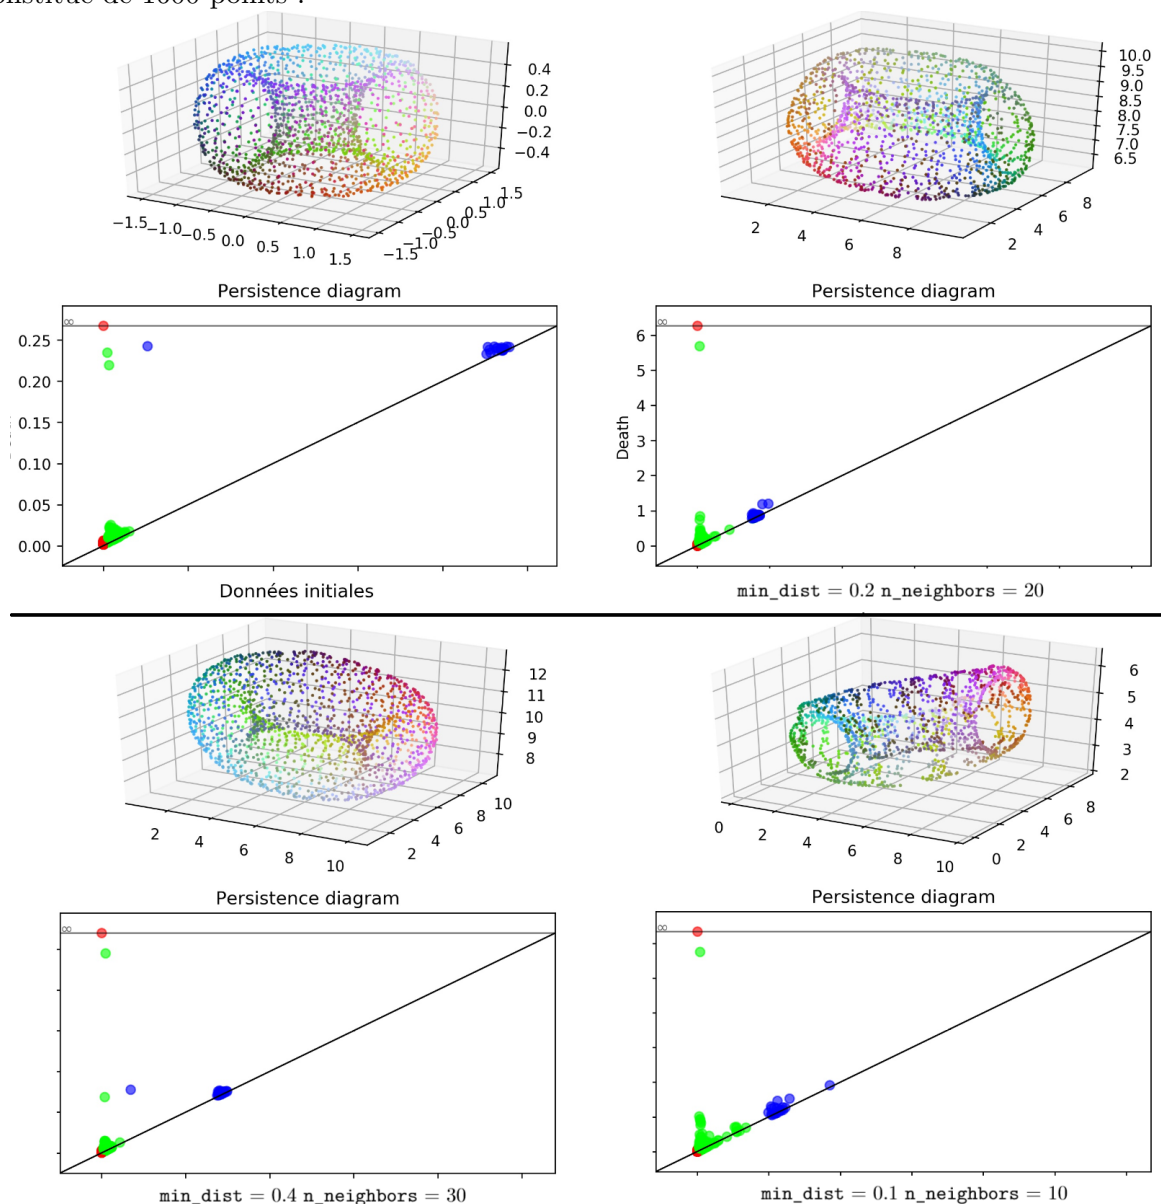 constitué de 1000 points :
0.4
0.2
0.0
−0.2
−0.4
−1.5 −1.0 −0.5 0.0 0.5 1.0 1.5
−1.5 −1.0 −0.5 0.0 0.5 1.0 1.5
10.0
9.5
9.0
8.5
8.0
7.5
7.0
6.5
2 4 6 8
2 4 6 8
Persistence diagram
∞
0.25
0.20
0.15
0.10
0.05
0.00
Données initiales
Persistence diagram
∞
6
5
4
3
2
1
0
Death
min_dist = 0.2 n_neighbors = 20
12
11
10
9
8
2 4 6 8 10
2 4 6 8 10
6
5
4
3
2
0 2 4 6 8 10
0 2 4 6 8
Persistence diagram
∞
min_dist = 0.4 n_neighbors = 30
Persistence diagram
∞
min_dist = 0.1 n_neighbors = 10